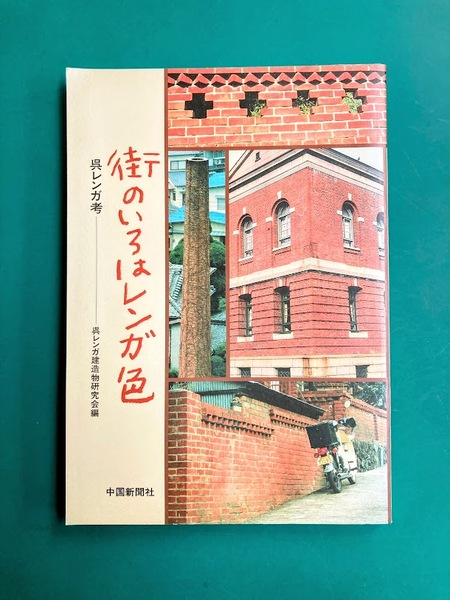 街のいろはレンガ色
呉レンガ考
呉レンガ建造物研究会編
中国新聞社